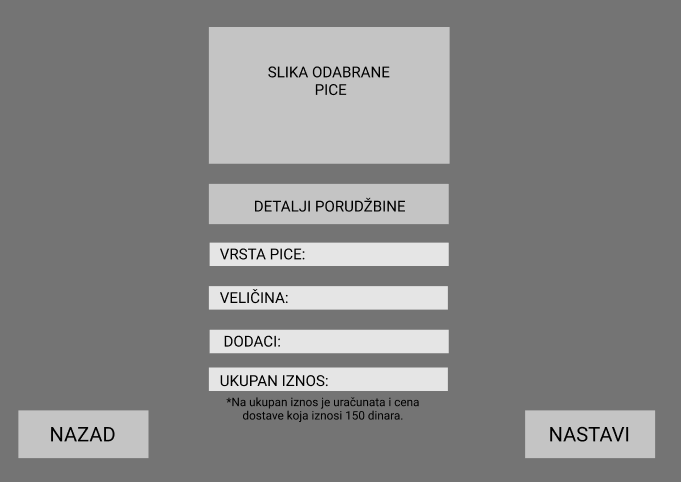 SLIKA ODABRANE
PICE
DETALJI PORUDŽBINE
VRSTA PICE:
VELIČINA:
DODACI:
UKUPAN IZNOS:
*Na ukupan iznos je uračunata i cena
dostave koja iznosi 150 dinara.
NAZAD
NASTAVI